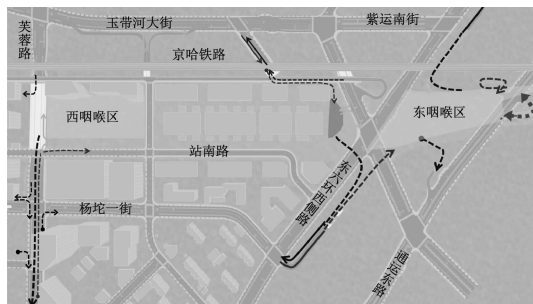 玉带河大街
紫运南街
芙蓉路
京哈铁路
西咽喉区
东咽喉区
站南路
东六环西侧路
杨坨一街
通运东路